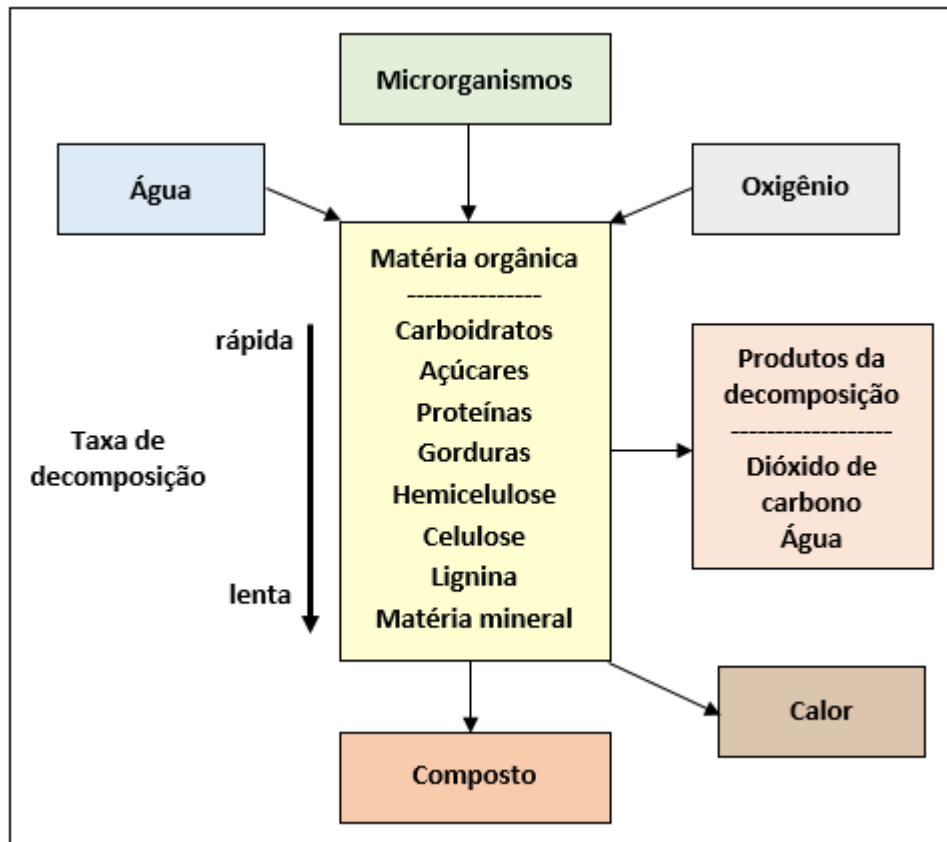 Microrganismos
Água
Oxigênio
Matéria orgânica
---------------
Carboidratos
Açúcares
Proteínas
Gorduras
Hemicelulose
Celulose
Lignina
Matéria mineral
rápida
Taxa de
decomposição
lenta
Produtos da
decomposição
------------------
Dióxido de
carbono
Água
Calor
Composto